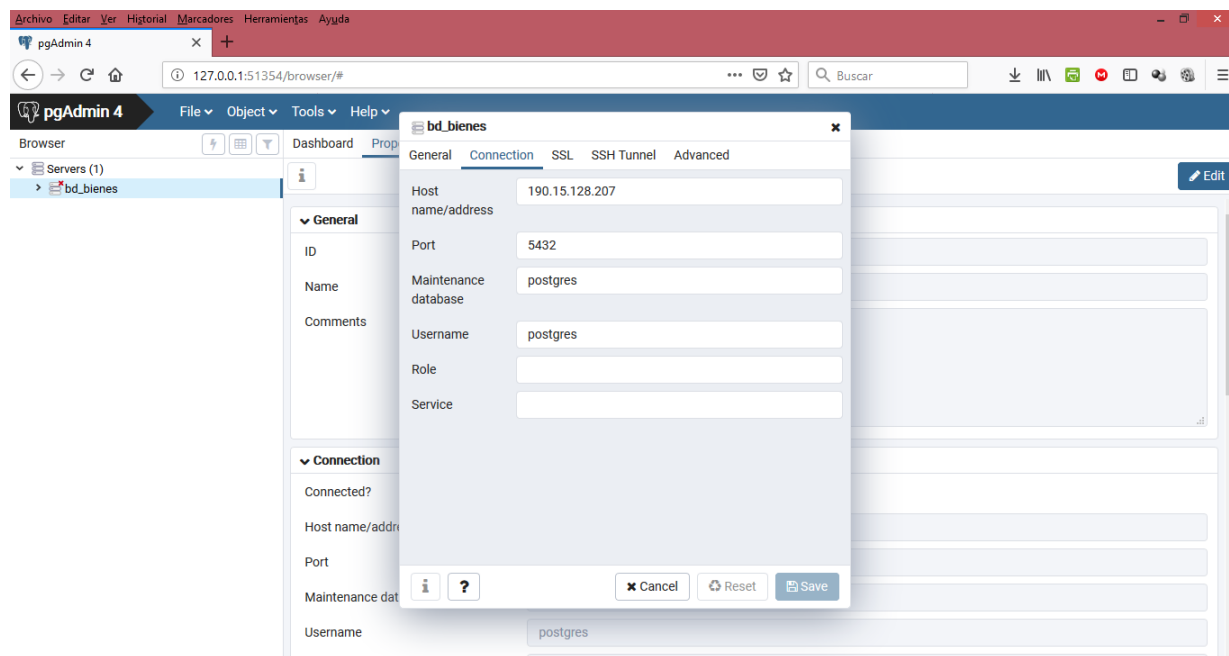 Archivo Editar Ver Historial Marcadores Herramientas Ayuda
pgAdmin 4
127.0.0.1:51354/browser/#
Buscar
pgAdmin 4 File Object Tools Help
Browser
Dashboard Prope
Servers (1)
bd_bienes
Edit
General
ID
Name
Comments
Connection
Connected?
Host name/addre
Port
Maintenance dat
Username postgres
bd_bienes
General Connection SSL SSH Tunnel Advanced
Host name/address 190.15.128.207
Port 5432
Maintenance database postgres
Username postgres
Role
Service
i ? Cancel Reset Save